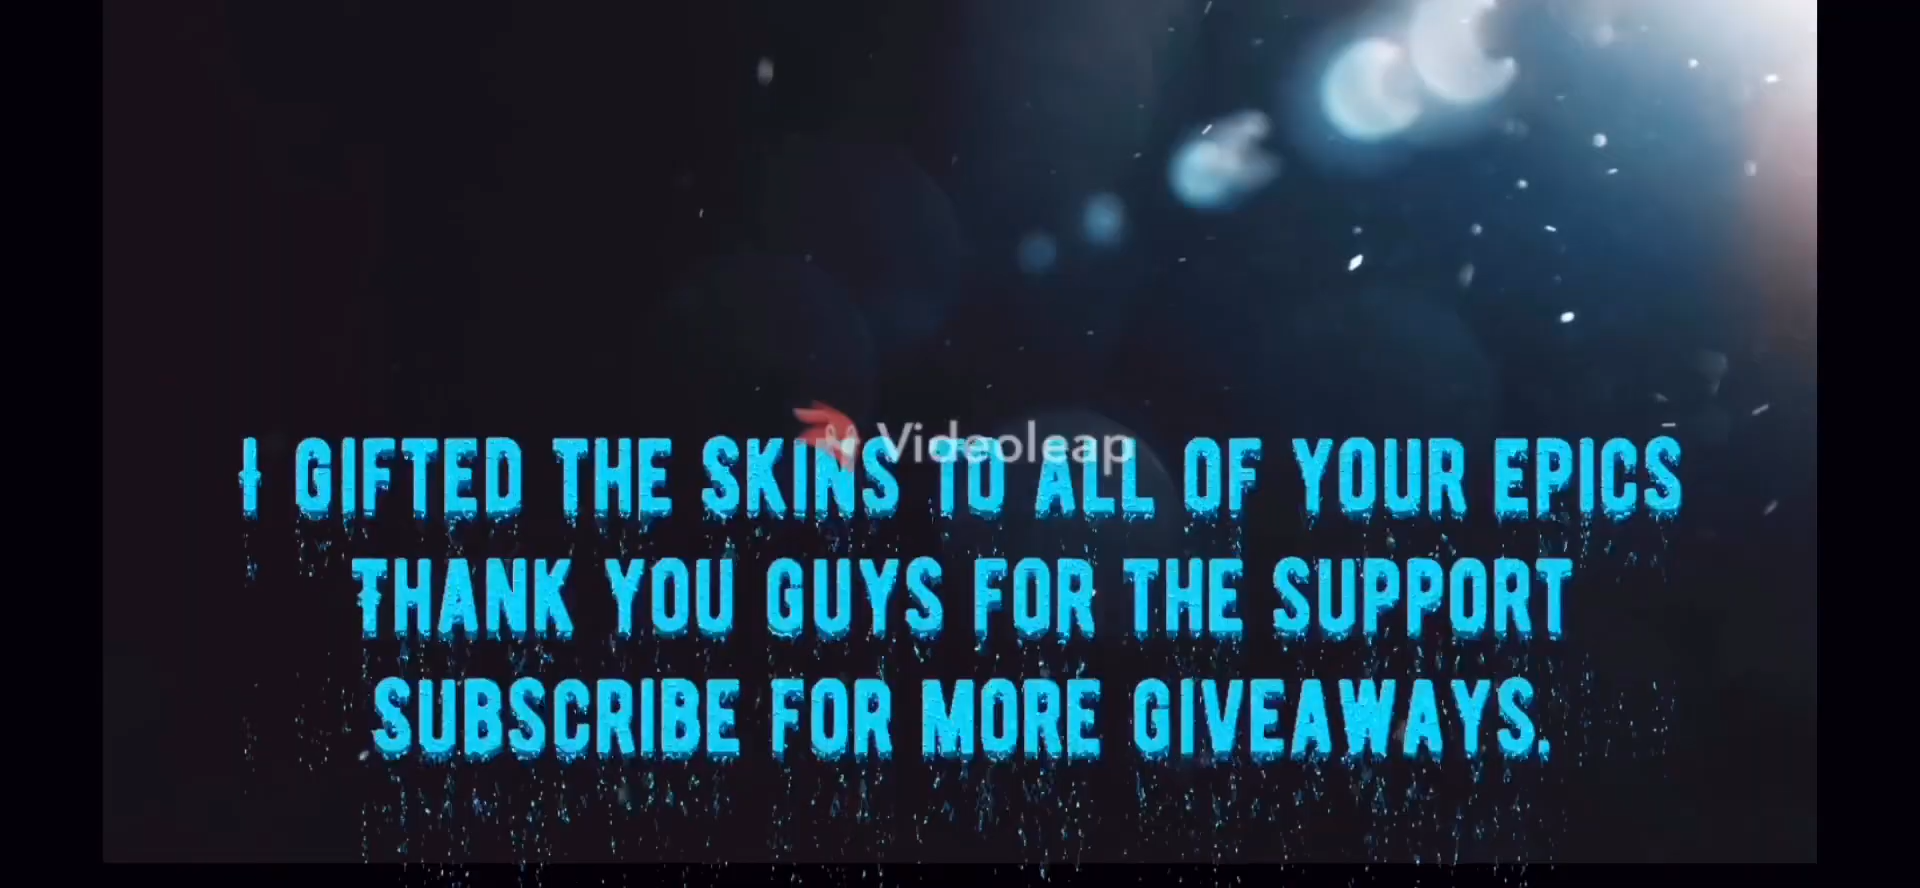 Videoleap
I GIFTED THE SKINS TO ALL OF YOUR EPICS
THANK YOU GUYS FOR THE SUPPORT
SUBSCRIBE FOR MORE GIVEAWAYS.